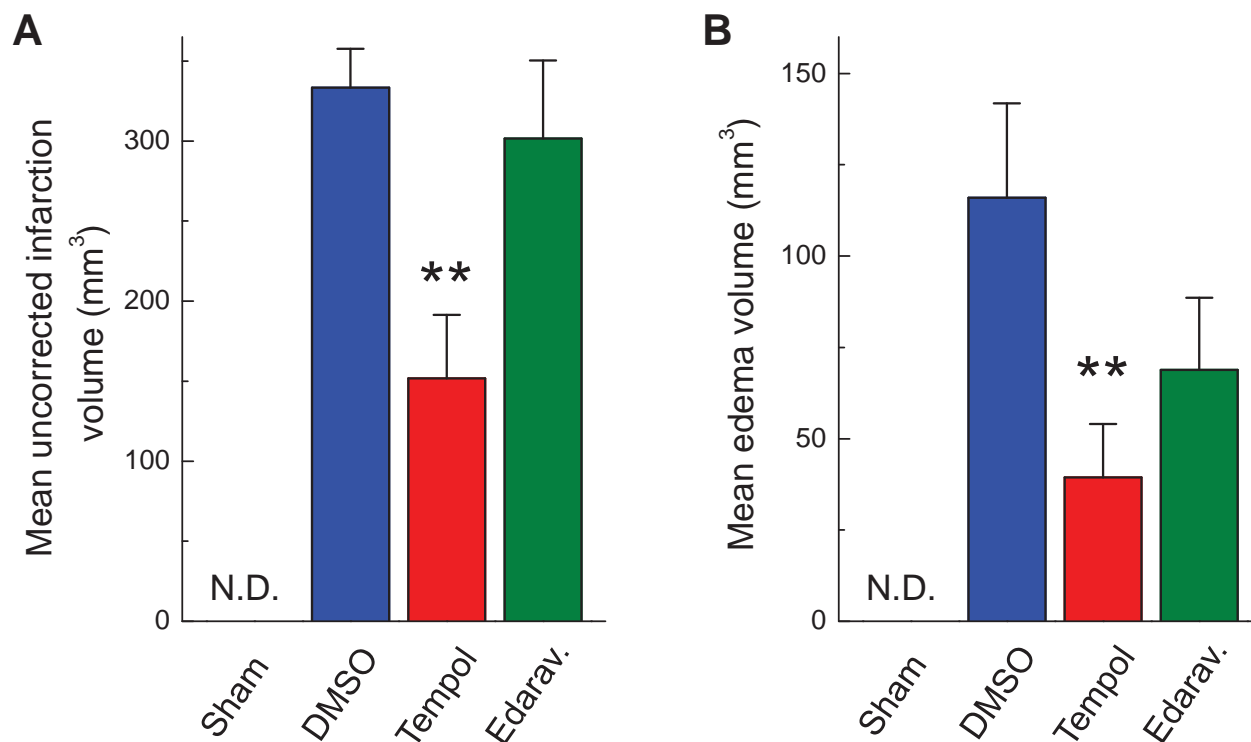 A
Mean uncorrected infarction
volume (mm³)
300
200
100
0
N.D.
**
Sham
DMSO
Tempol
Edarav.
B
Mean edema volume (mm³)
150
100
50
0
N.D.
**
Sham
DMSO
Tempol
Edarav.